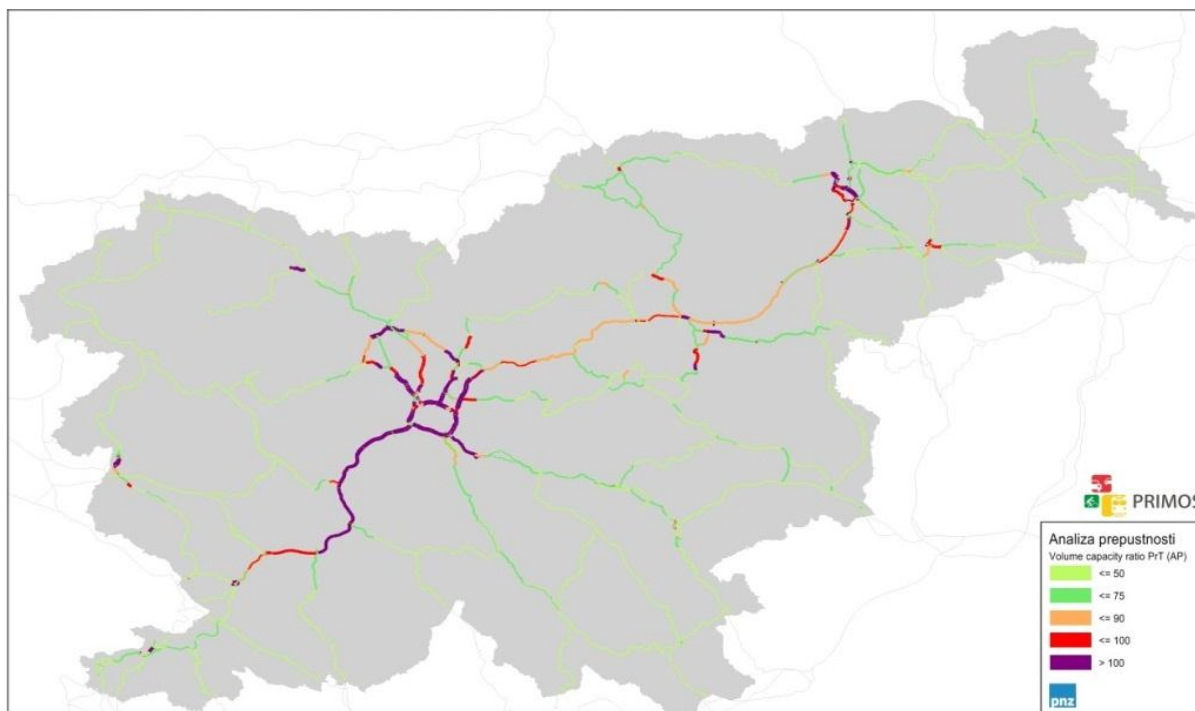 PRIMOS
Analiza prepustnosti
Volume capacity ratio PrT (AP)
<= 50
<= 75
<= 90
<= 100
> 100
pnz